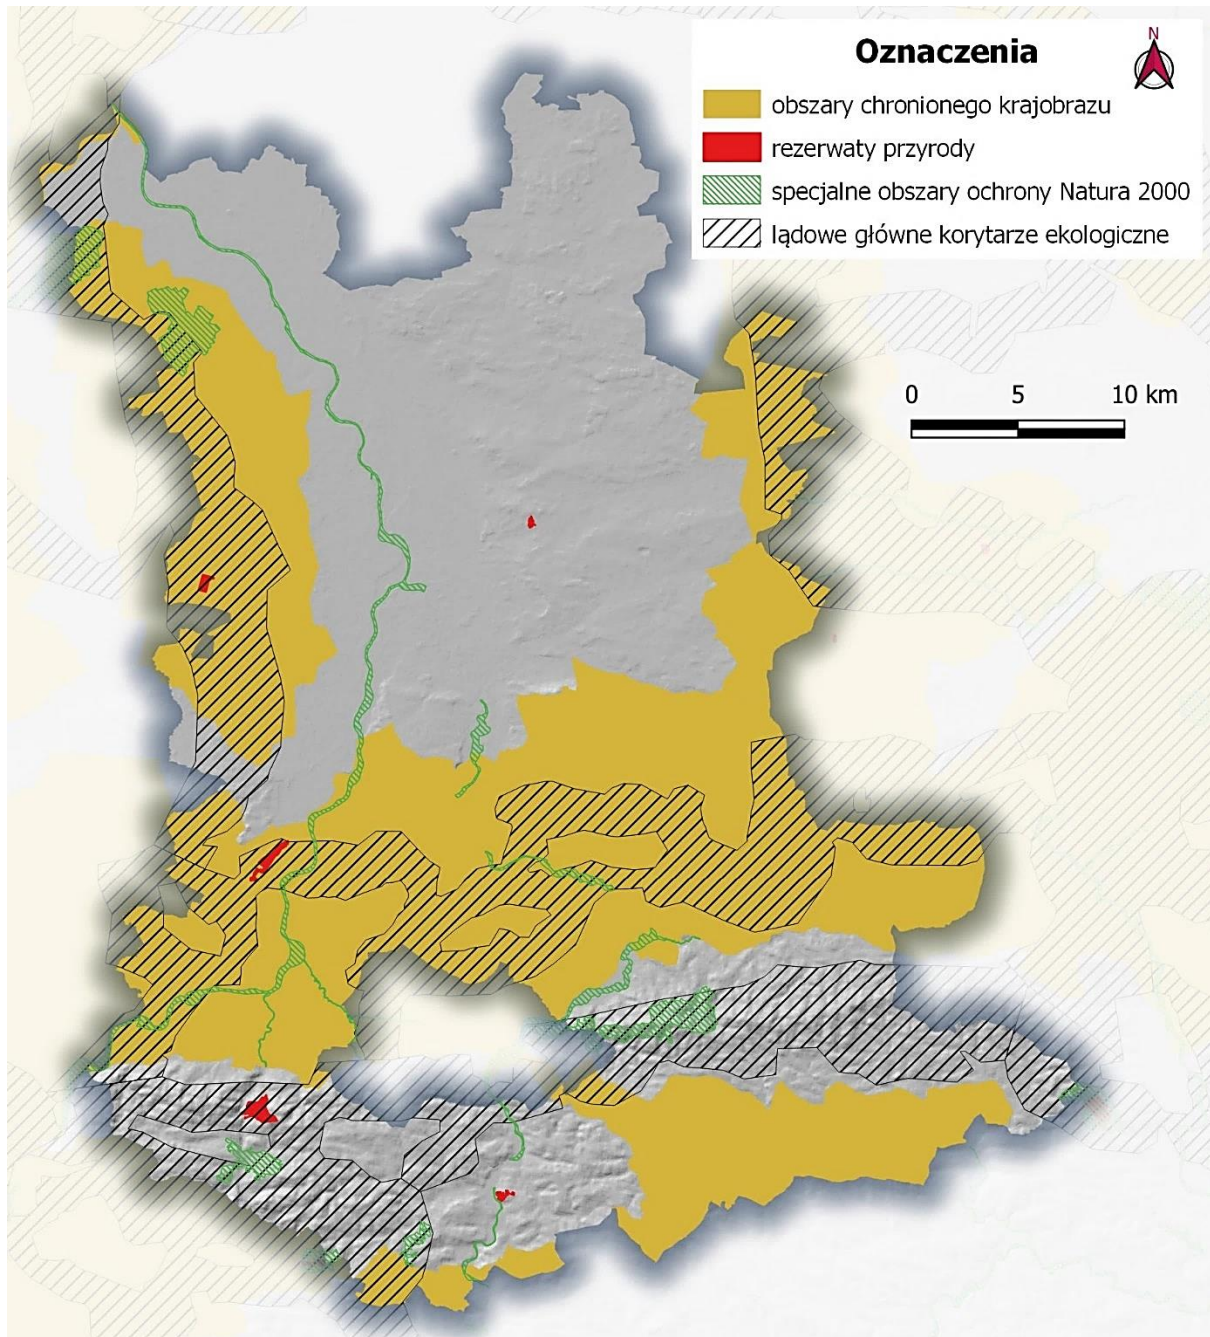 Oznaczenia
N
obszary chronionego krajobrazu
rezerwaty przyrody
specjalne obszary ochrony Natura 2000
lądowe główne korytarze ekologiczne
0 5 10 km